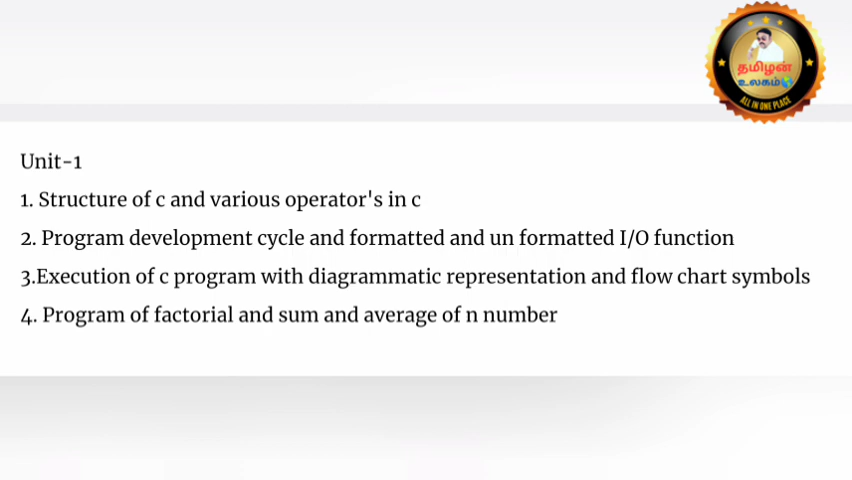 தமிழன்
உலகம்
ALL IN ONE PLACE
Unit-1
1. Structure of c and various operator's in c
2. Program development cycle and formatted and un formatted I/O function
3.Execution of c program with diagrammatic representation and flow chart symbols
4. Program of factorial and sum and average of n number